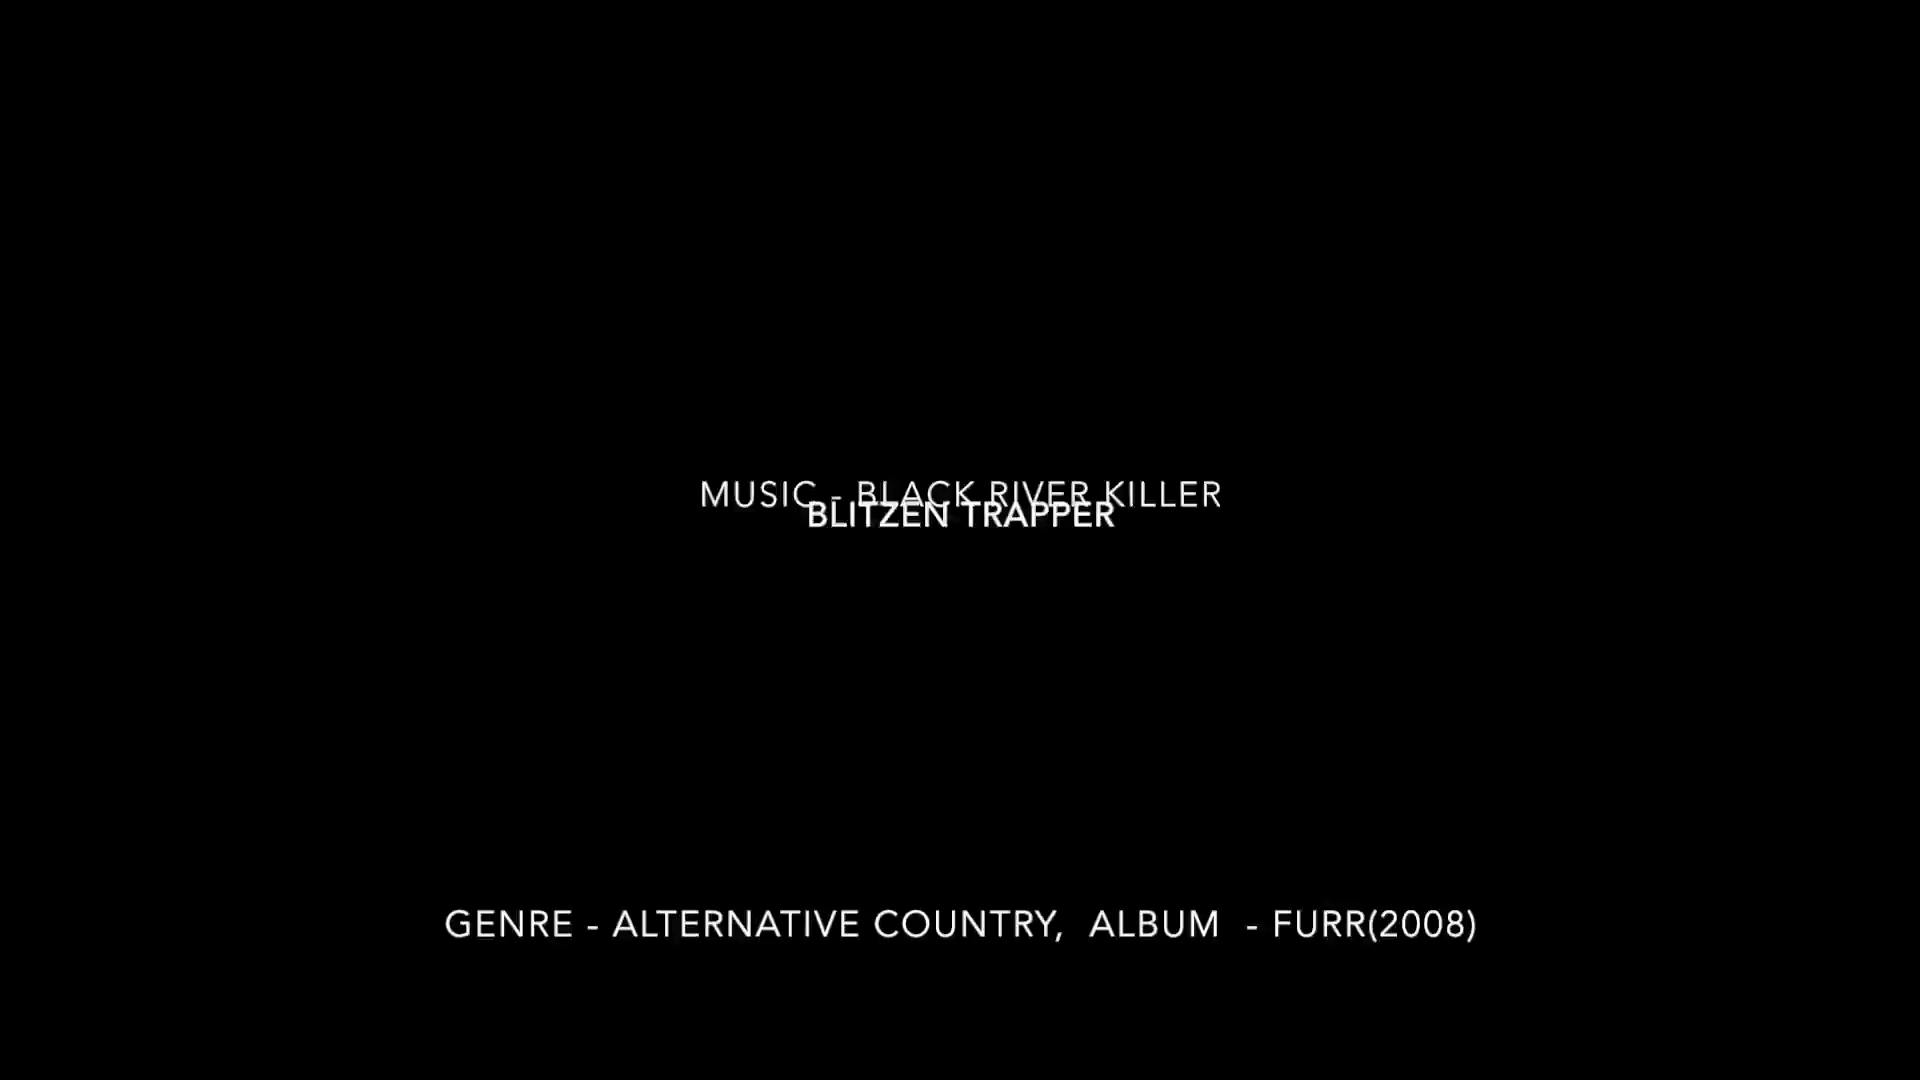 MUSIC - BLACK RIVER KILLER
BLITZEN TRAPPER
GENRE - ALTERNATIVE COUNTRY,  ALBUM  - FURR(2008)